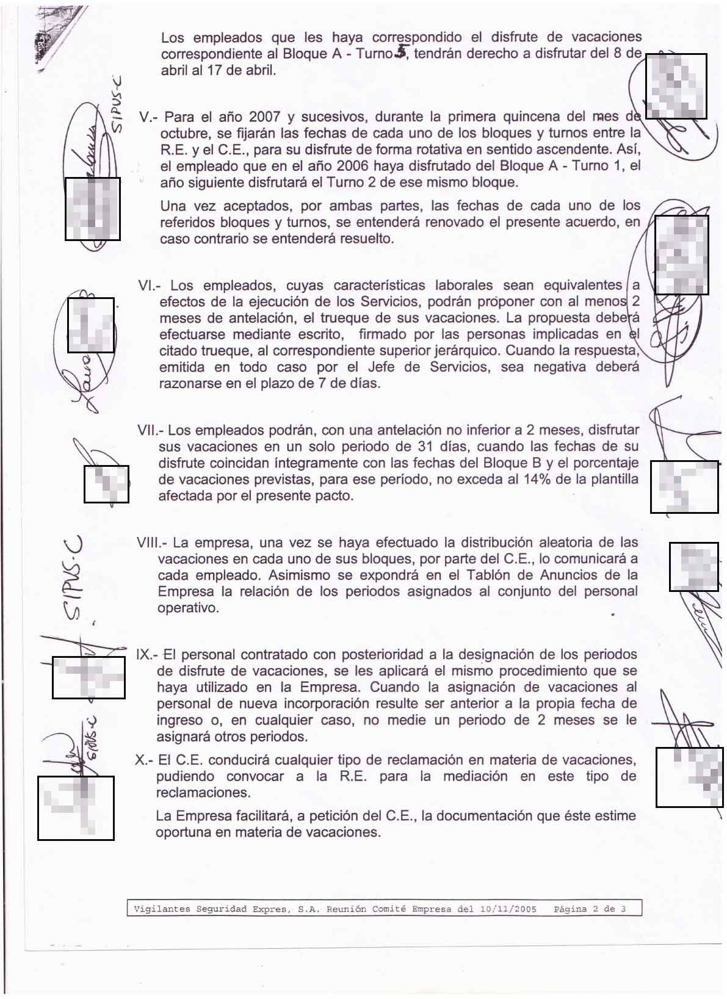 Los empleados que les haya correspondido el disfrute de vacaciones
correspondiente al Bloque A - Turno 5, tendrán derecho a disfrutar del 8 de
abril al 17 de abril.
SIPVS-C
V.- Para el año 2007 y sucesivos, durante la primera quincena del mes de
octubre, se fijarán las fechas de cada uno de los bloques y turnos entre la
R.E. y el C.E., para su disfrute de forma rotativa en sentido ascendente. Así,
el empleado que en el año 2006 haya disfrutado del Bloque A - Turno 1, el
año siguiente disfrutará el Turno 2 de ese mismo bloque.
Una vez aceptados, por ambas partes, las fechas de cada uno de los
referidos bloques y turnos, se entenderá renovado el presente acuerdo, en
caso contrario se entenderá resuelto.
VI.- Los empleados, cuyas características laborales sean equivalentes a
efectos de la ejecución de los Servicios, podrán proponer con al menos 2
meses de antelación, el trueque de sus vacaciones. La propuesta deberá
efectuarse mediante escrito, firmado por las personas implicadas en el
citado trueque, al correspondiente superior jerárquico. Cuando la respuesta,
emitida en todo caso por el Jefe de Servicios, sea negativa deberá
razonarse en el plazo de 7 de días.
VII.- Los empleados podrán, con una antelación no inferior a 2 meses, disfrutar
sus vacaciones en un solo periodo de 31 días, cuando las fechas de su
disfrute coincidan íntegramente con las fechas del Bloque B y el porcentaje
de vacaciones previstas, para ese período, no exceda al 14% de la plantilla
afectada por el presente pacto.
SIPVS-C
VIII.- La empresa, una vez se haya efectuado la distribución aleatoria de las
vacaciones en cada uno de sus bloques, por parte del C.E., lo comunicará a
cada empleado. Asimismo se expondrá en el Tablón de Anuncios de la
Empresa la relación de los periodos asignados al conjunto del personal
operativo.
IX.- El personal contratado con posterioridad a la designación de los periodos
de disfrute de vacaciones, se les aplicará el mismo procedimiento que se
haya utilizado en la Empresa. Cuando la asignación de vacaciones al
personal de nueva incorporación resulte ser anterior a la propia fecha de
ingreso o, en cualquier caso, no medie un periodo de 2 meses se le
asignará otros periodos.
SIPVS-C
X.- El C.E. conducirá cualquier tipo de reclamación en materia de vacaciones,
pudiendo convocar a la R.E. para la mediación en este tipo de
reclamaciones.
La Empresa facilitará, a petición del C.E., la documentación que éste estime
oportuna en materia de vacaciones.
Vigilantes Seguridad Expres, S.A. Reunión Comité Empresa del 10/11/2005 Página 2 de 3